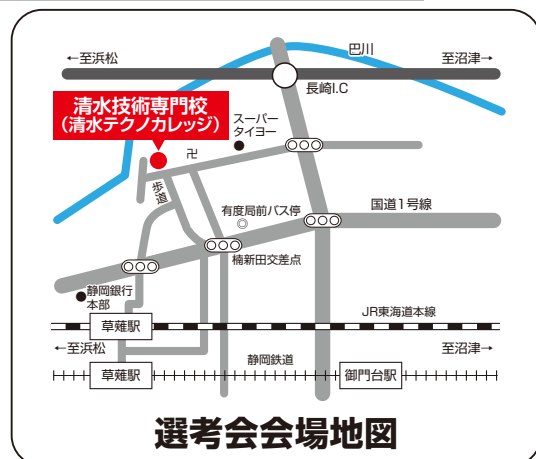 巴川
←至浜松
至沼津→
長崎I.C
清水技術専門校
(清水テクノカレッジ)
スーパー
タイヨー
卍
歩道
有度局前バス停
国道1号線
楠新田交差点
静岡銀行
本部
JR東海道本線
草薙駅
←至浜松
至沼津→
静岡鉄道
草薙駅
御門台駅
選考会会場地図